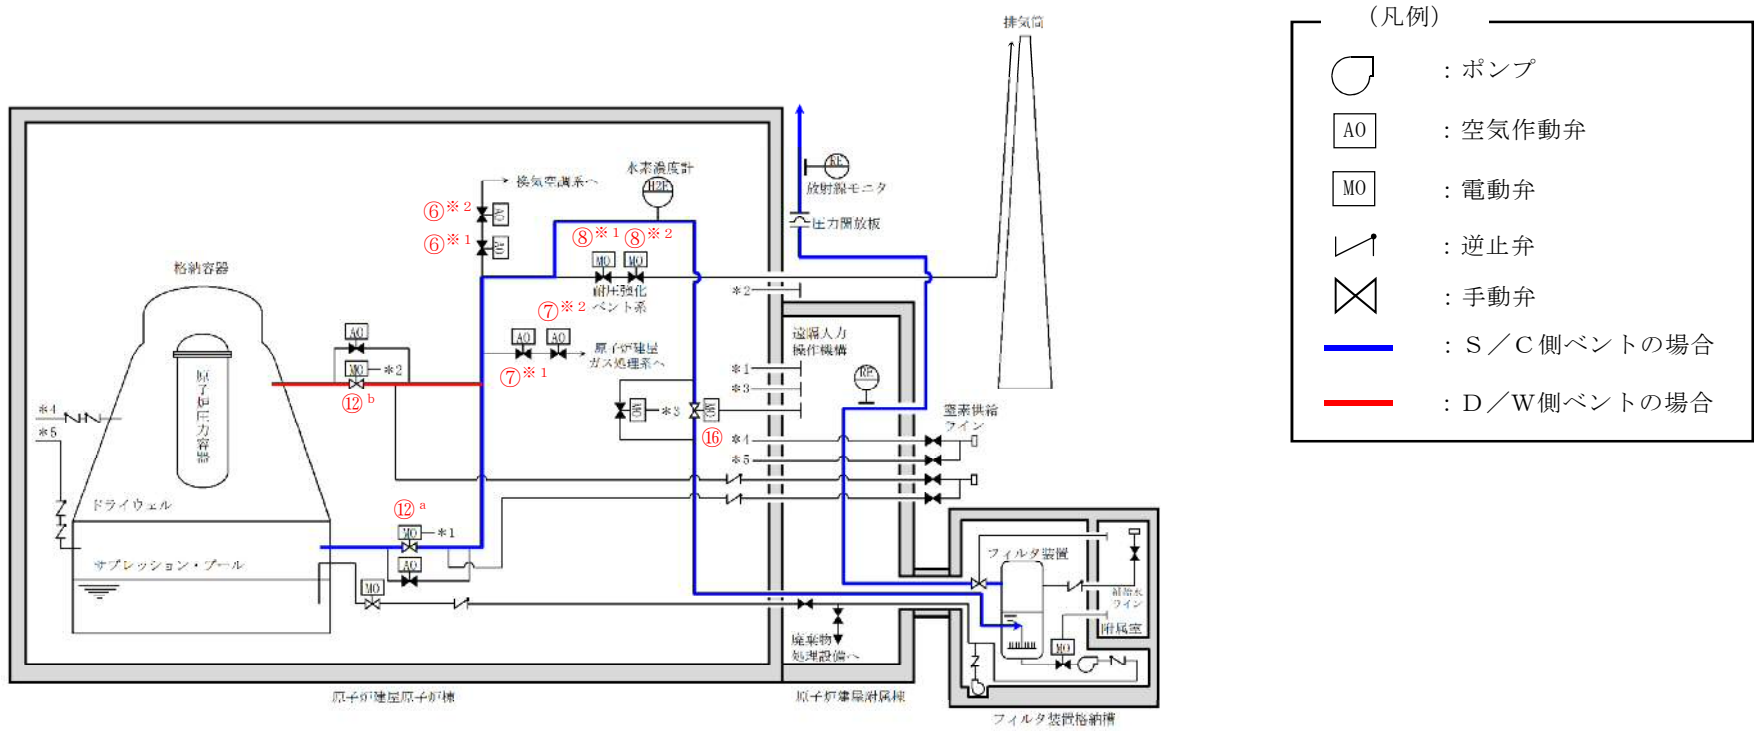 排気筒
水素濃度計
H2E
換気空調系へ
⑥※2
AO
⑥※1
AO
RE
放射線モニタ
圧力開放板
⑧※1
⑧※2
MO
MO
耐圧強化
ベント系
格納容器
原子炉圧力容器
⑦※2
AO
AO
原子炉建屋
ガス処理系へ
⑦※1
AO
MO
*2
⑫b
*2
遠隔人力
操作機構
*1
*3
RE
MO
*3
MO
⑯
*4
*5
窒素供給
ライン
*4
*5
ドライウェル
⑫a
MO
*1
AO
サプレッション・プール
MO
フィルタ装置
補給水
ライン
附属室
MO
廃棄物
処理設備へ
原子炉建屋原子炉棟
原子炉建屋附属棟
フィルタ装置格納槽
（凡例）
：ポンプ
AO
：空気作動弁
MO
：電動弁
：逆止弁
：手動弁
：S／C側ベントの場合
：D／W側ベントの場合